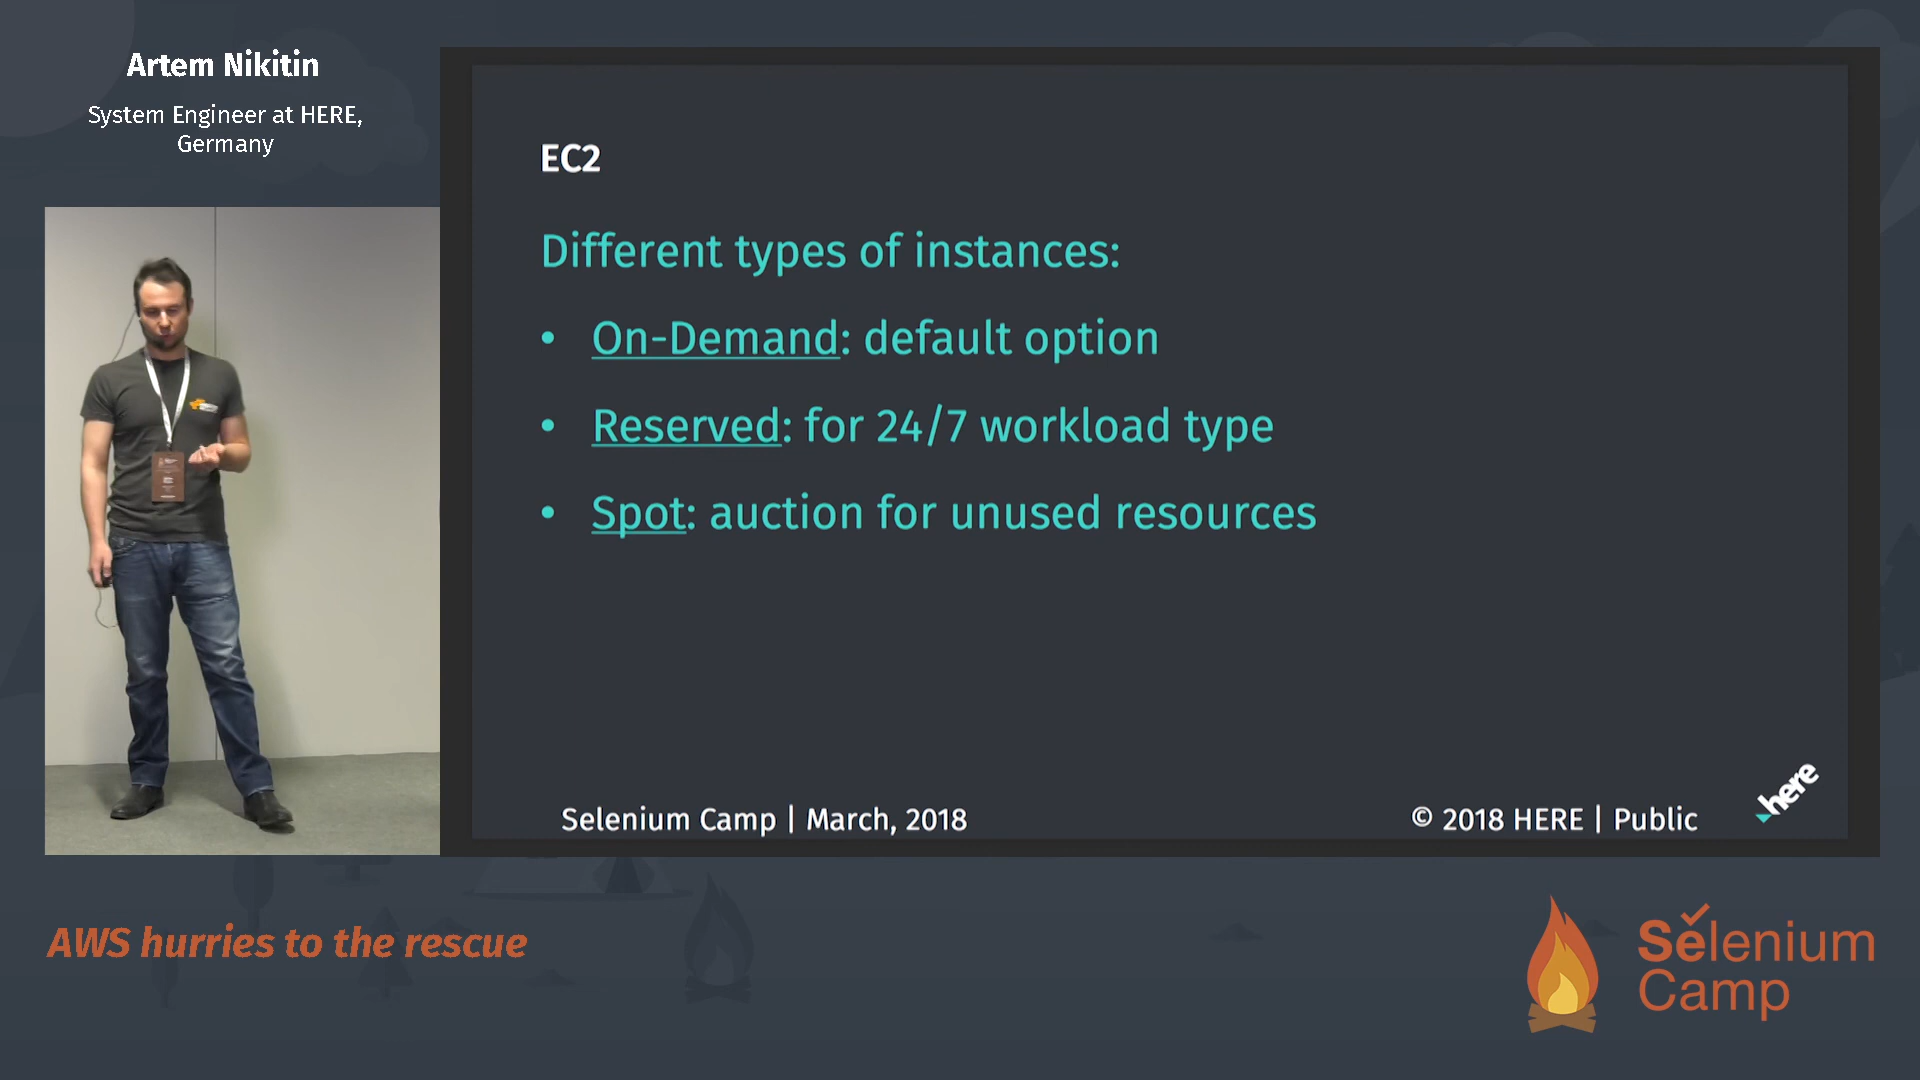 Artem Nikitin
System Engineer at HERE,
Germany
EC2
Different types of instances:
• On-Demand: default option
• Reserved: for 24/7 workload type
• Spot: auction for unused resources
Selenium Camp | March, 2018
© 2018 HERE | Public
here
AWS hurries to the rescue
Selenium
Camp